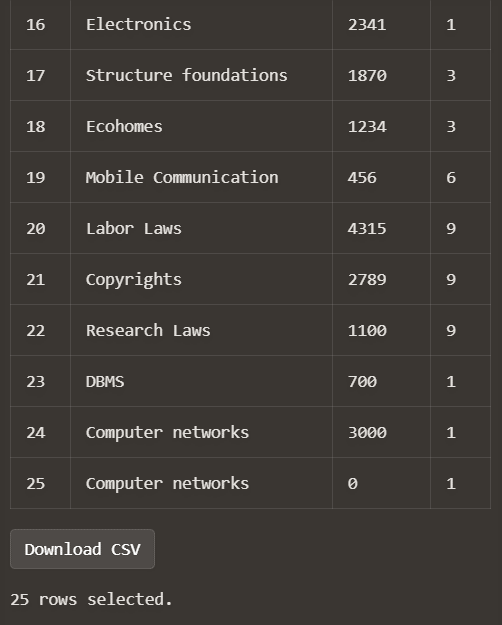 16 Electronics 2341 1
17 Structure foundations 1870 3
18 Ecohomes 1234 3
19 Mobile Communication 456 6
20 Labor Laws 4315 9
21 Copyrights 2789 9
22 Research Laws 1100 9
23 DBMS 700 1
24 Computer networks 3000 1
25 Computer networks 0 1
Download CSV
25 rows selected.